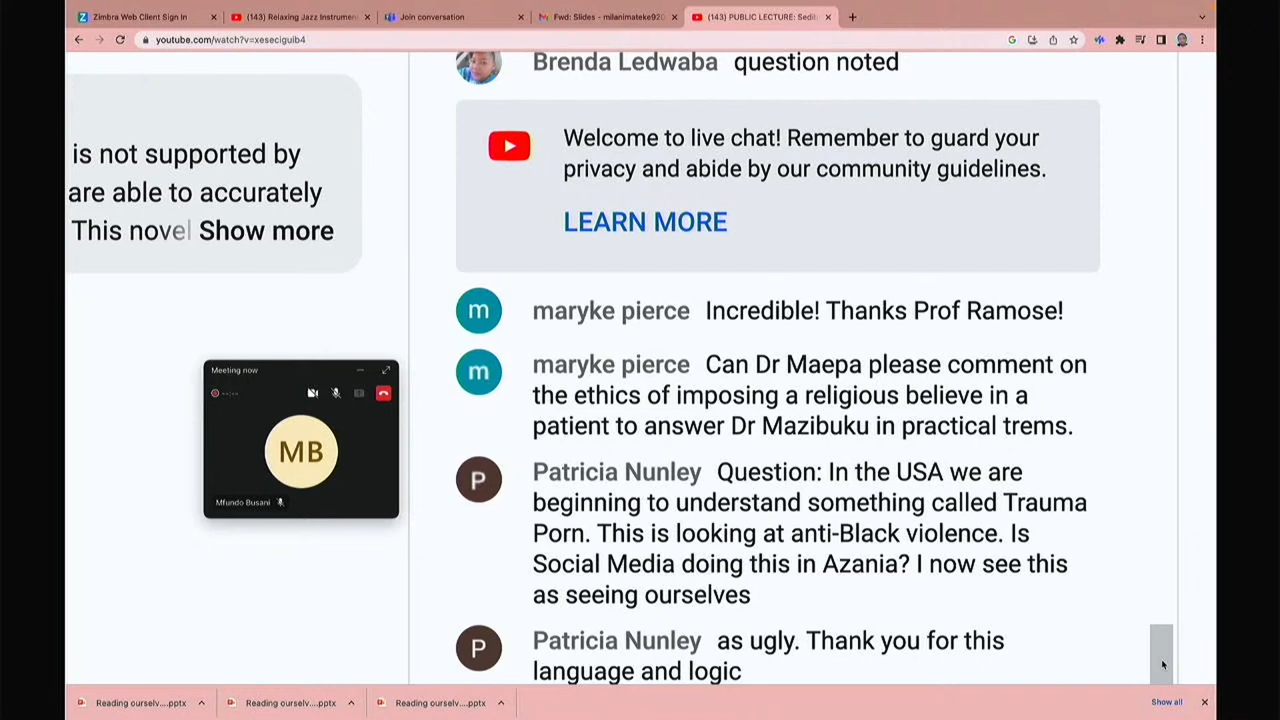 Zimbra Web Client Sign In
(143) Relaxing Jazz Instrumen
Join conversation
Fwd: Slides - milanimateke920
(143) PUBLIC LECTURE: Sedit
youtube.com/watch?v=xeseciguib4
is not supported by
are able to accurately
This novel Show more
Brenda Ledwaba question noted
Welcome to live chat! Remember to guard your
privacy and abide by our community guidelines.
LEARN MORE
m maryke pierce Incredible! Thanks Prof Ramose!
m maryke pierce Can Dr Maepa please comment on
the ethics of imposing a religious believe in a
patient to answer Dr Mazibuku in practical trems.
P Patricia Nunley Question: In the USA we are
beginning to understand something called Trauma
Porn. This is looking at anti-Black violence. Is
Social Media doing this in Azania? I now see this
as seeing ourselves
P Patricia Nunley as ugly. Thank you for this
language and logic
Meeting now
--:--
MB
Mfundo Busani
Reading ourselv....pptx
Reading ourselv....pptx
Reading ourselv....pptx
Show all